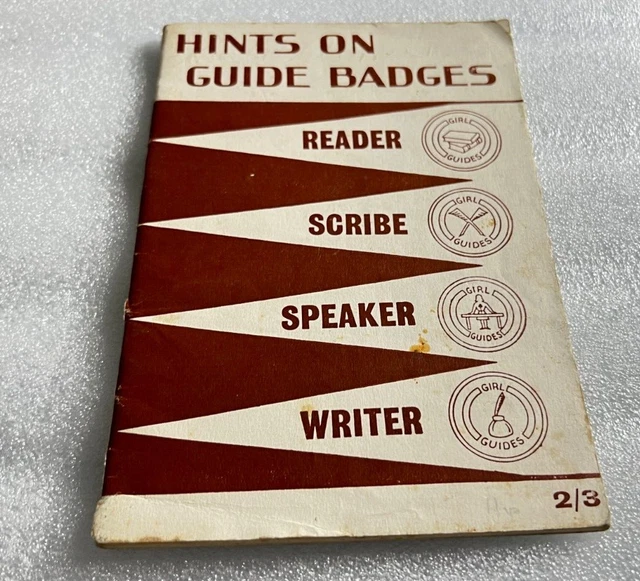 HINTS ON
GUIDE BADGES
READER
GIRL
GUIDES
SCRIBE
GIRL
GUIDES
SPEAKER
GIRL
GUIDES
WRITER
GIRL
GUIDES
2/3